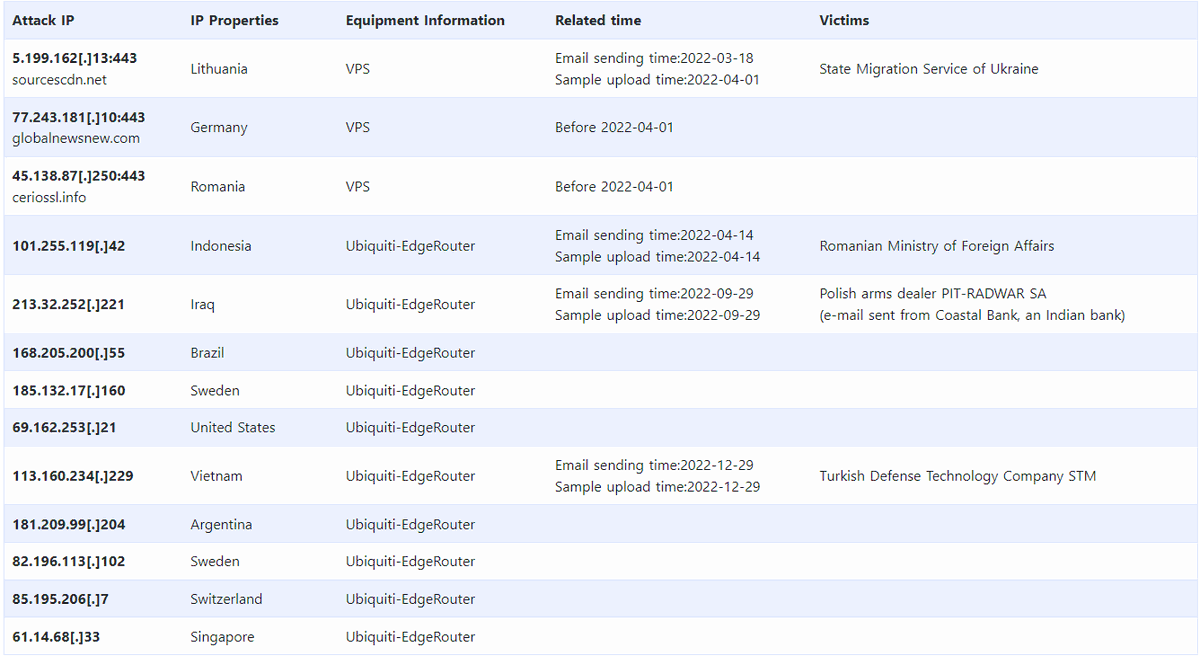 Attack IP IP Properties Equipment Information Related time Victims
5.199.162[.]13:443
sourcescdn.net
Lithuania VPS
Email sending time:2022-03-18
Sample upload time:2022-04-01
State Migration Service of Ukraine
77.243.181[.]10:443
globalnewsnew.com
Germany VPS Before 2022-04-01
45.138.87[.]250:443
ceriossl.info
Romania VPS Before 2022-04-01
101.255.119[.]42 Indonesia Ubiquiti-EdgeRouter
Email sending time:2022-04-14
Sample upload time:2022-04-14
Romanian Ministry of Foreign Affairs
213.32.252[.]221 Iraq Ubiquiti-EdgeRouter
Email sending time:2022-09-29
Sample upload time:2022-09-29
Polish arms dealer PIT-RADWAR SA
(e-mail sent from Coastal Bank, an Indian bank)
168.205.200[.]55 Brazil Ubiquiti-EdgeRouter
185.132.17[.]160 Sweden Ubiquiti-EdgeRouter
69.162.253[.]21 United States Ubiquiti-EdgeRouter
113.160.234[.]229 Vietnam Ubiquiti-EdgeRouter
Email sending time:2022-12-29
Sample upload time:2022-12-29
Turkish Defense Technology Company STM
181.209.99[.]204 Argentina Ubiquiti-EdgeRouter
82.196.113[.]102 Sweden Ubiquiti-EdgeRouter
85.195.206[.]7 Switzerland Ubiquiti-EdgeRouter
61.14.68[.]33 Singapore Ubiquiti-EdgeRouter